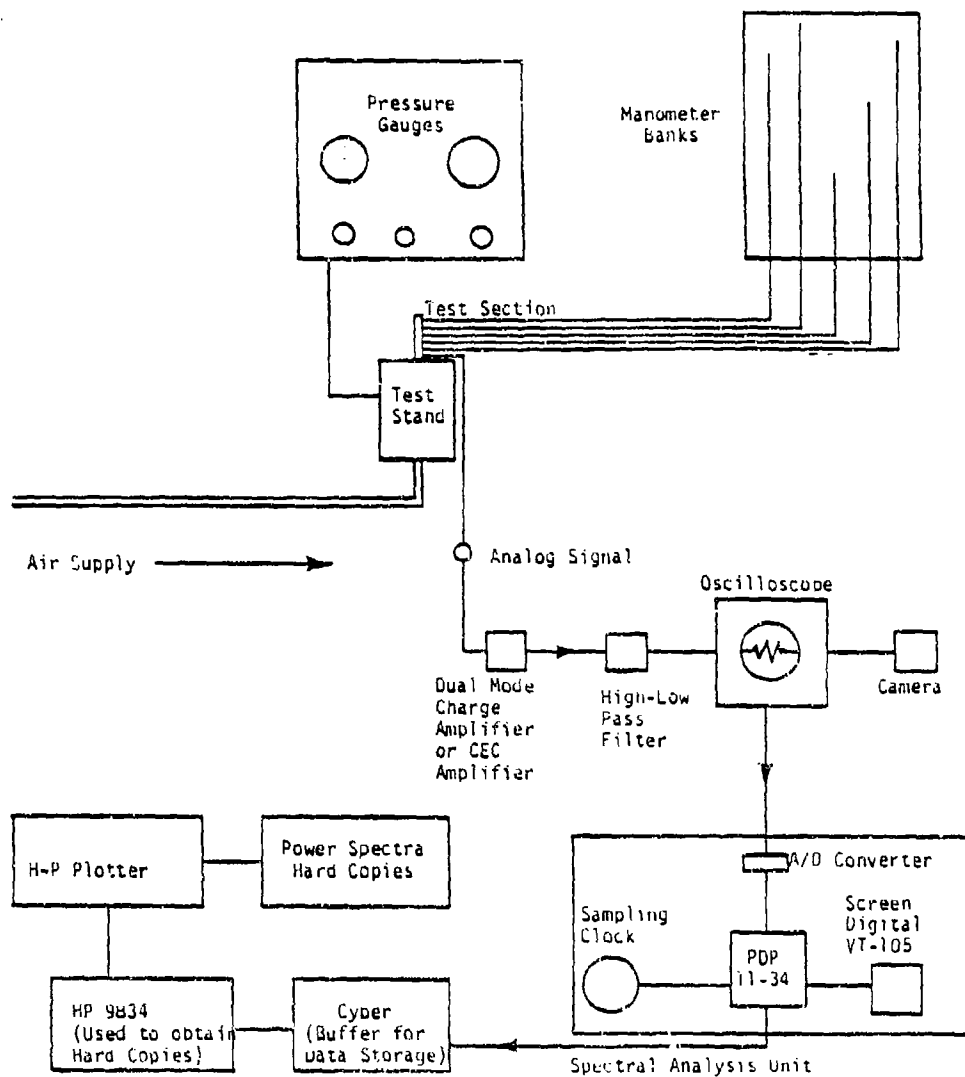 Pressure
Gauges
Manometer
Banks
Test Section
Test
Stand
Air Supply
Analog Signal
Oscilloscope
Dual Mode
Charge
Amplifier
or CEC
Amplifier
High-Low
Pass
Filter
Camera
H-P Plotter
Power Spectra
Hard Copies
A/D Converter
Sampling
Clock
PDP
11-34
Screen
Digital
VT-105
HP 9834
(Used to obtain
Hard Copies)
Cyber
(Buffer for
Data Storage)
Spectral Analysis Unit